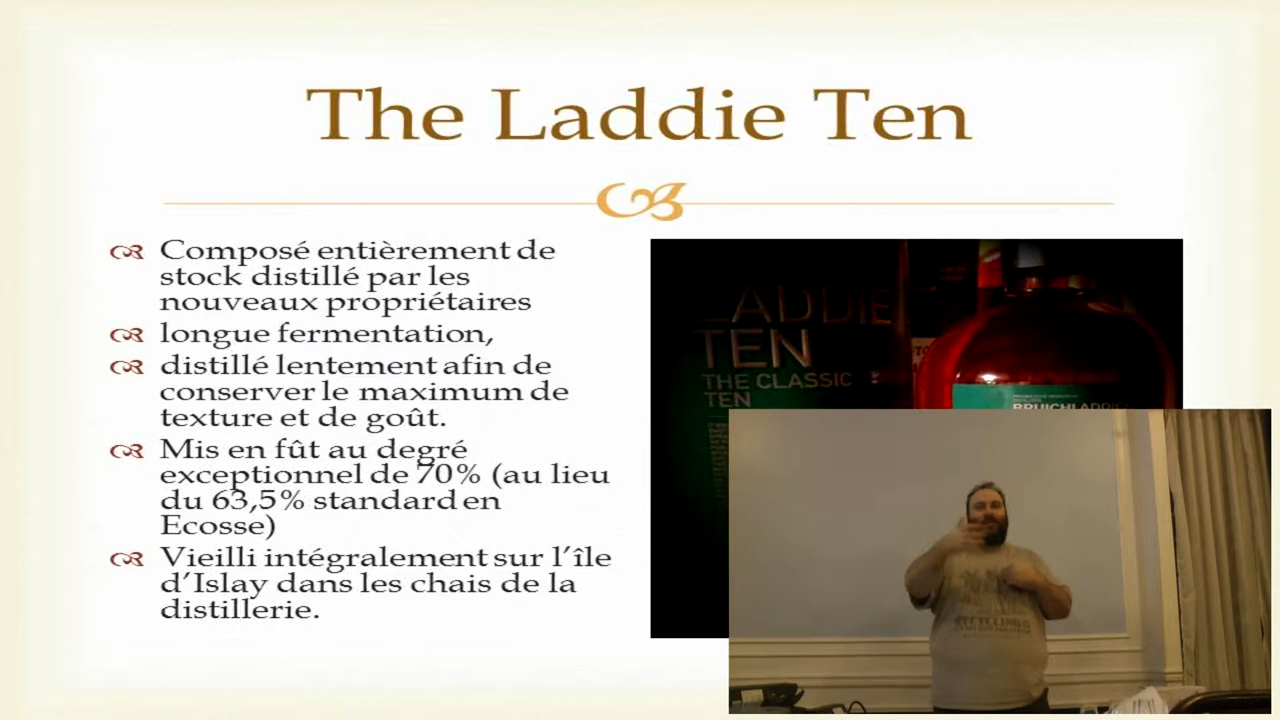 The Laddie Ten
Composé entièrement de
stock distillé par les
nouveaux propriétaires
longue fermentation,
distillé lentement afin de
conserver le maximum de
texture et de goût.
Mis en fût au degré
exceptionnel de 70% (au lieu
du 63,5% standard en
Ecosse)
Vieilli intégralement sur l’île
d’Islay dans les chais de la
distillerie.
LADDIE
TEN
THE CLASSIC
TEN
BRUICHLADDI
RECYCLING